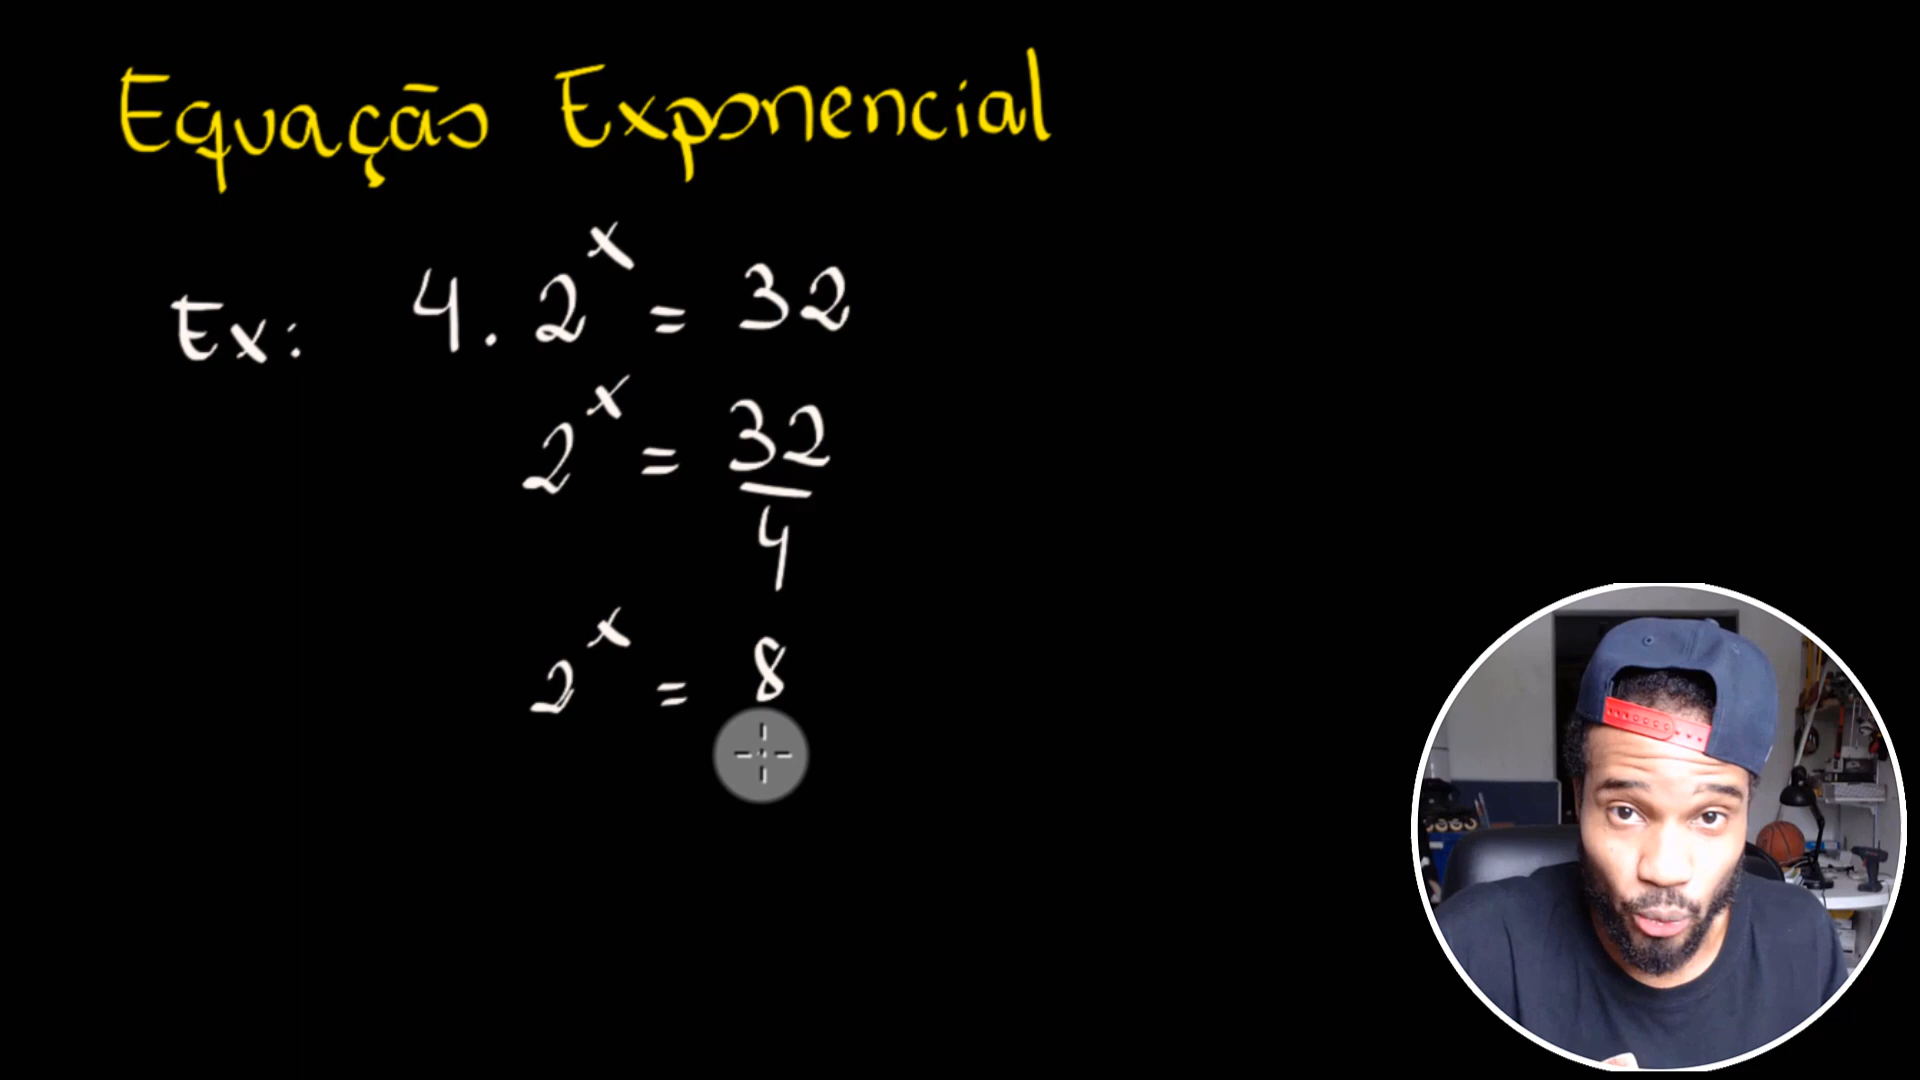 Equação Exponencial
Ex: 4 . 2^x = 32
2^x = 32/4
2^x = 8